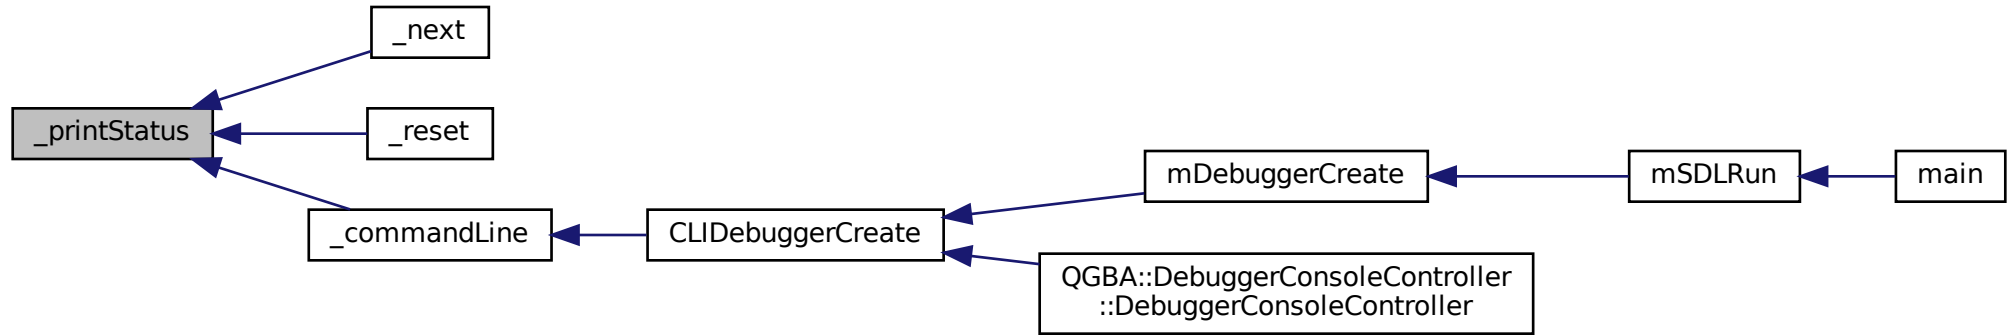 _next
_printStatus
_reset
_commandLine
CLIDebuggerCreate
mDebuggerCreate
mSDLRun
main
QGBA::DebuggerConsoleController
::DebuggerConsoleController